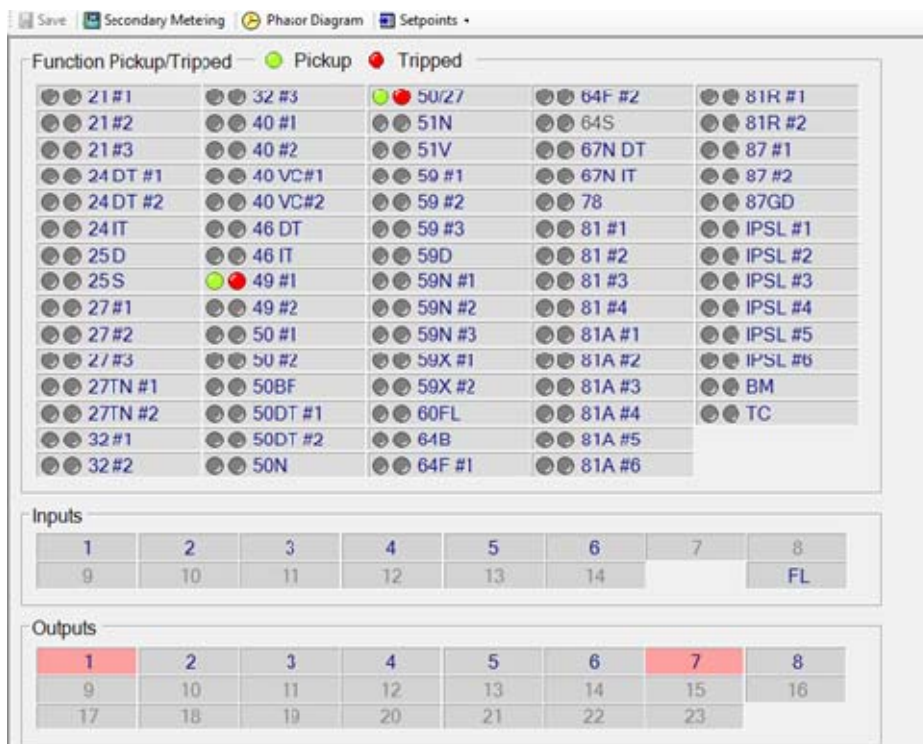 Save Secondary Metering Phasor Diagram Setpoints
Function Pickup/Tripped Pickup Tripped
21 #1 32 #3 50/27 64F #2 81R #1
21 #2 40 #1 51N 64S 81R #2
21 #3 40 #2 51V 67N DT 87 #1
24 DT #1 40 VC#1 59 #1 67N IT 87 #2
24 DT #2 40 VC#2 59 #2 78 87GD
24 IT 46 DT 59 #3 81 #1 IPSL #1
25 D 46 IT 59D 81 #2 IPSL #2
25 S 49 #1 59N #1 81 #3 IPSL #3
27 #1 49 #2 59N #2 81 #4 IPSL #4
27 #2 50 #1 59N #3 81A #1 IPSL #5
27 #3 50 #2 59X #1 81A #2 IPSL #6
27TN #1 50BF 59X #2 81A #3 BM
27TN #2 50DT #1 60FL 81A #4 TC
32 #1 50DT #2 64B 81A #5
32 #2 50N 64F #1 81A #6
Inputs
1 2 3 4 5 6 7 8
9 10 11 12 13 14 FL
Outputs
1 2 3 4 5 6 7 8
9 10 11 12 13 14 15 16
17 18 19 20 21 22 23